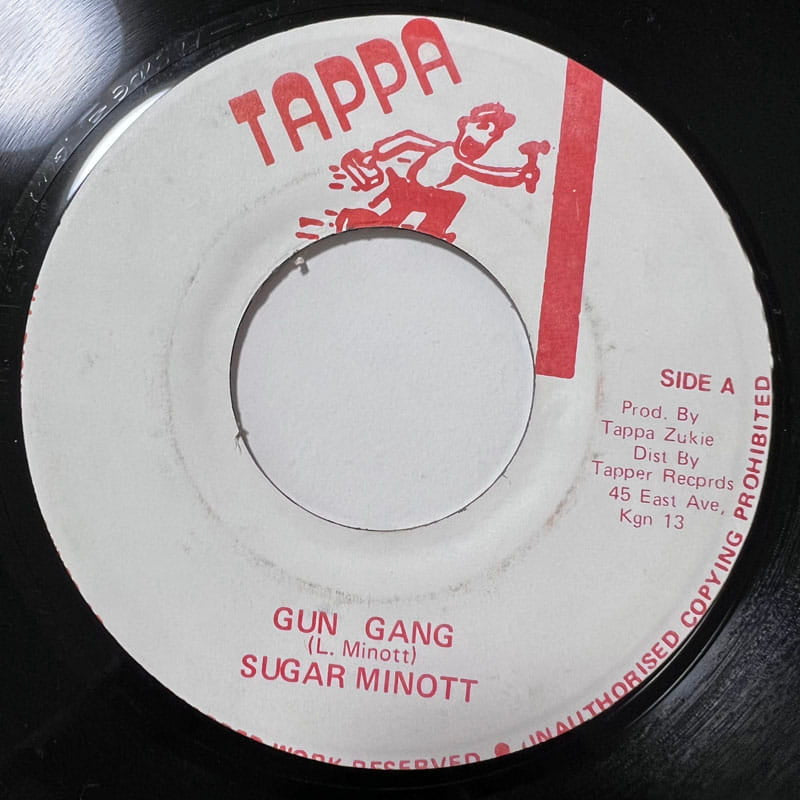 TAPPA
SIDE A
Prod. By
Tappa Zukie
Dist By
Tapper Recprds
45 East Ave,
Kgn 13
GUN GANG
(L. Minott)
SUGAR MINOTT
WORK RESERVED • UNAUTHORISED COPYING PROHIBITED